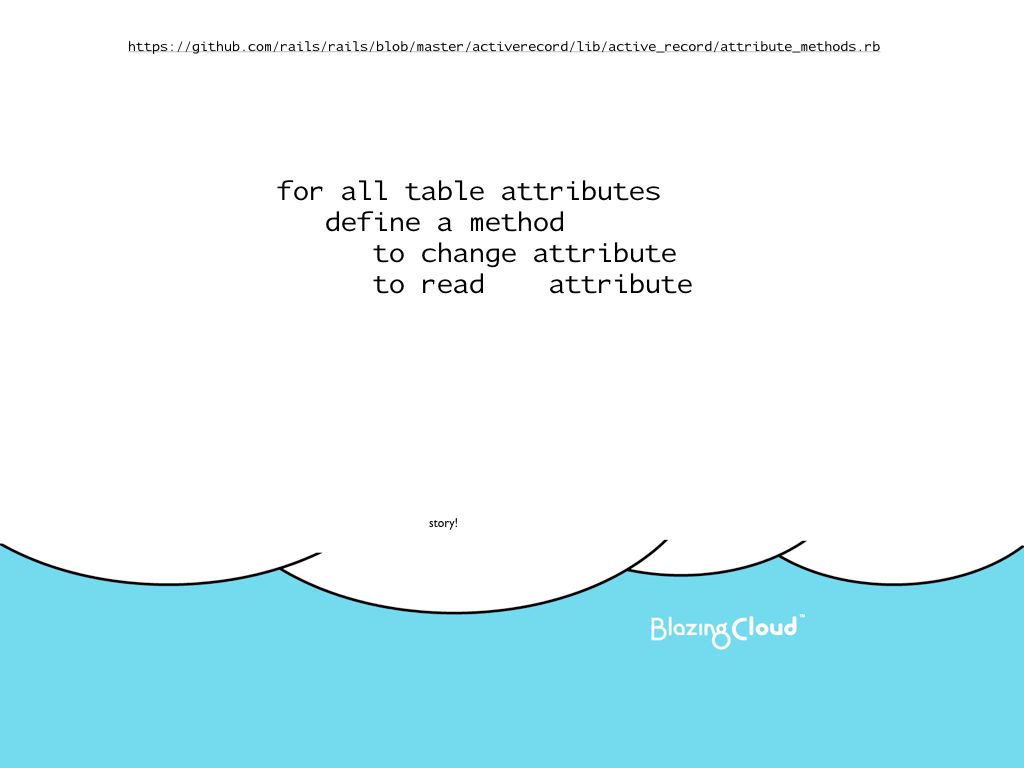 https://github.com/rails/rails/blob/master/activerecord/lib/active_record/attribute_methods.rb
for all table attributes
define a method
to change attribute
to read    attribute
story!
BlazingCloud™